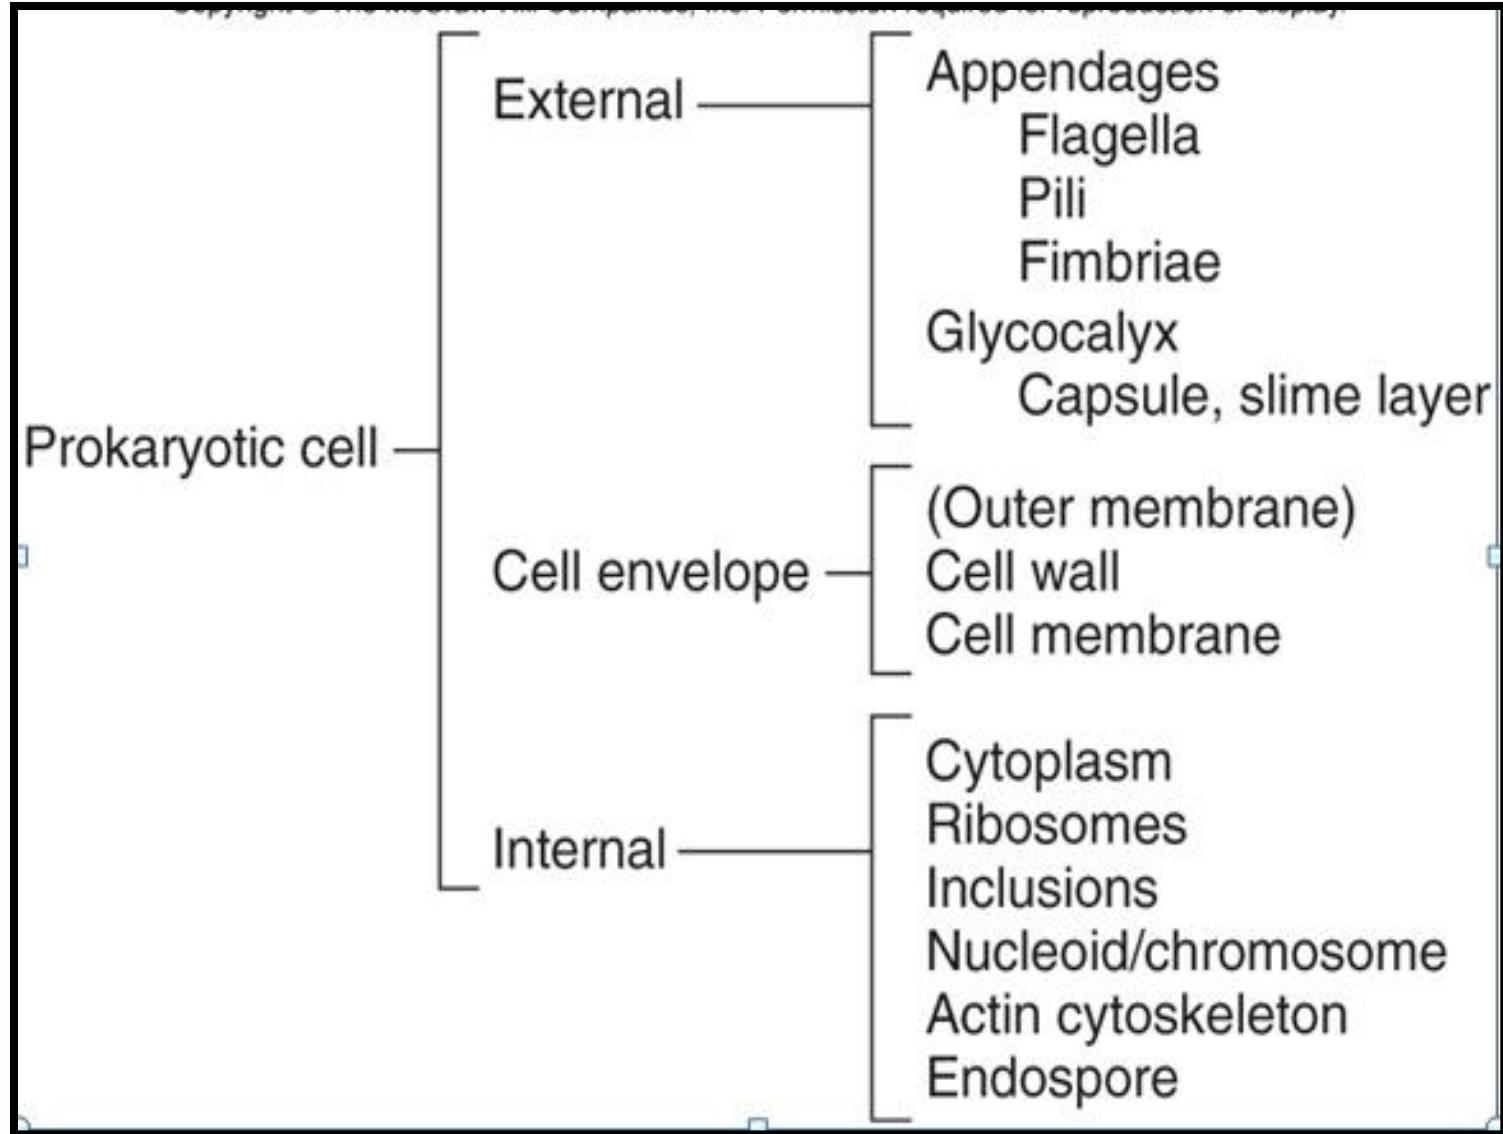 External
Appendages
Flagella
Pili
Fimbriae
Glycocalyx
Capsule, slime layer
Prokaryotic cell
(Outer membrane)
Cell envelope
Cell wall
Cell membrane
Internal
Cytoplasm
Ribosomes
Inclusions
Nucleoid/chromosome
Actin cytoskeleton
Endospore